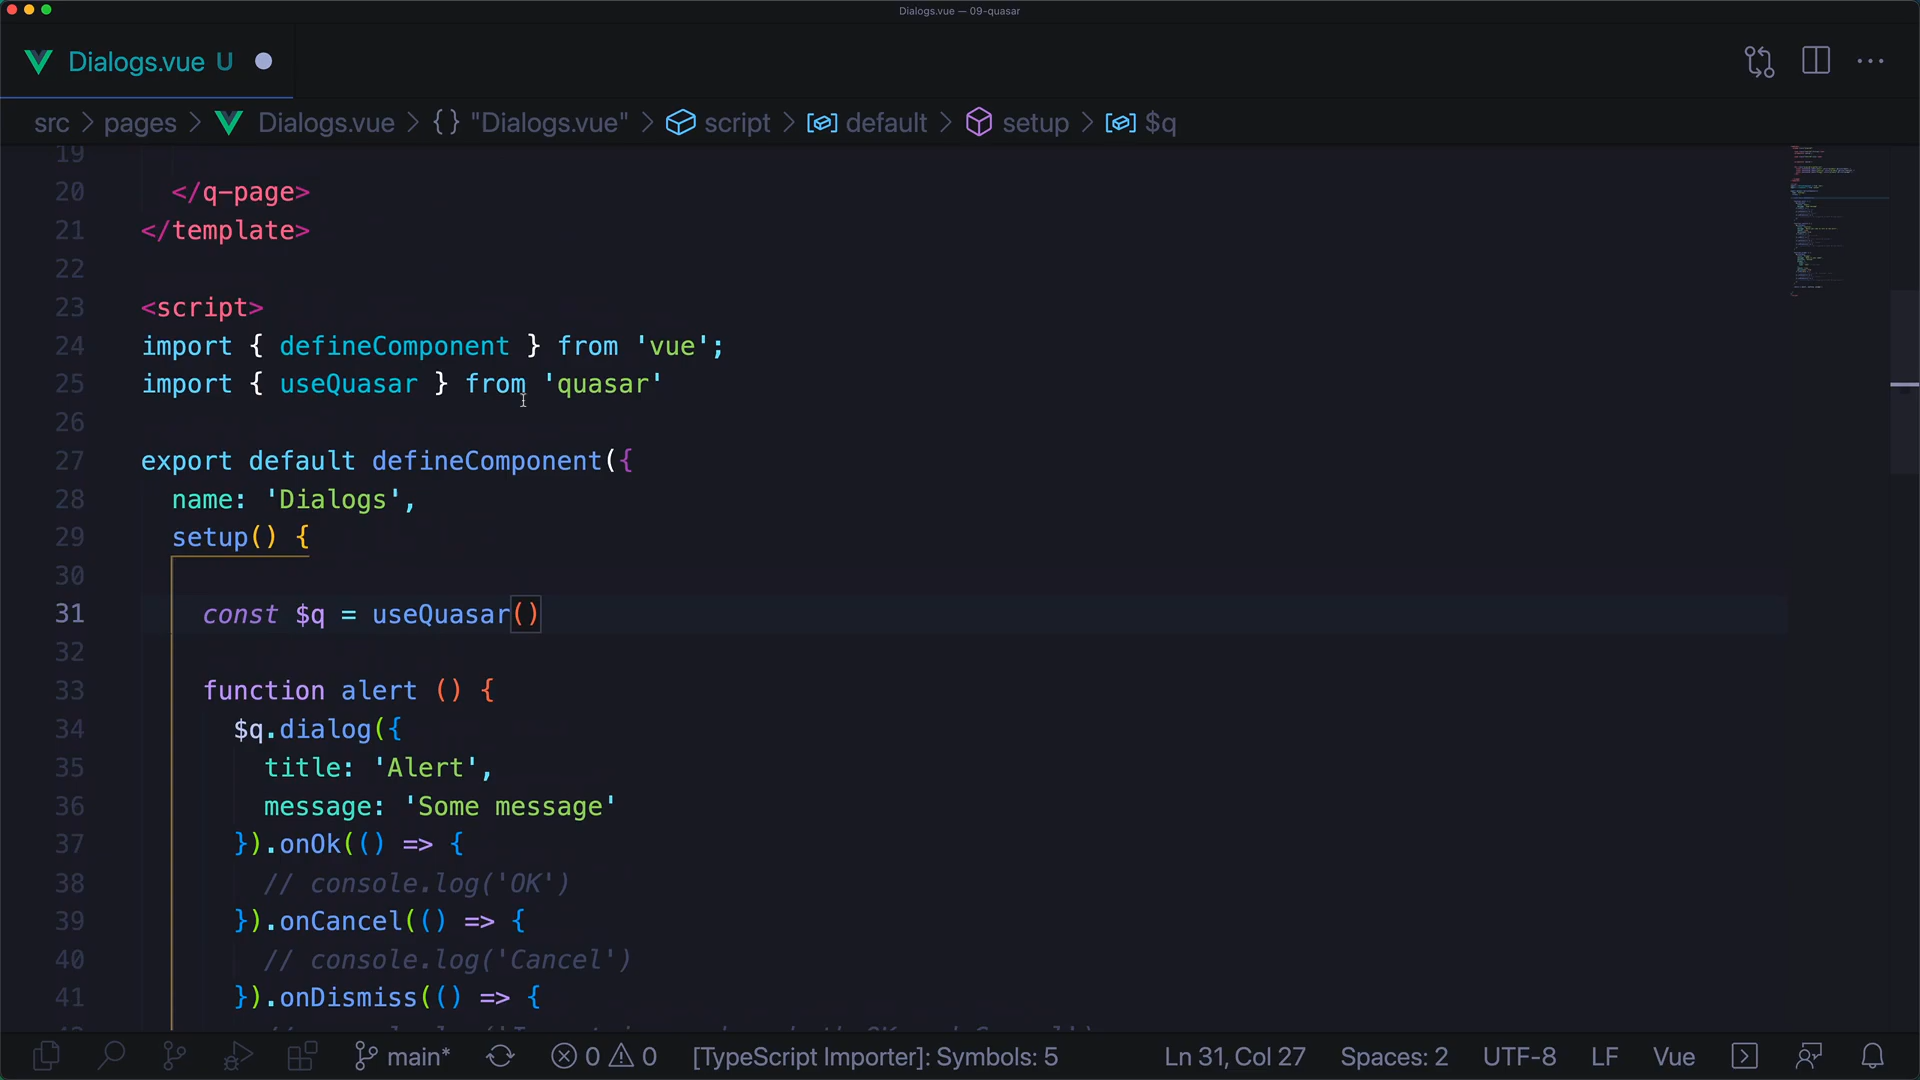 Dialogs.vue — 09-quasar
Dialogs.vue U
src > pages > Dialogs.vue > {} "Dialogs.vue" > script > default > setup > $q
19
20 </q-page>
21 </template>
22
23 <script>
24 import { defineComponent } from 'vue';
25 import { useQuasar } from 'quasar'
26
27 export default defineComponent({
28 name: 'Dialogs',
29 setup() {
30
31 const $q = useQuasar()
32
33 function alert () {
34 $q.dialog({
35 title: 'Alert',
36 message: 'Some message'
37 }).onOk(() => {
38 // console.log('OK')
39 }).onCancel(() => {
40 // console.log('Cancel')
41 }).onDismiss(() => {
main* 0 0 [TypeScript Importer]: Symbols: 5 Ln 31, Col 27 Spaces: 2 UTF-8 LF Vue